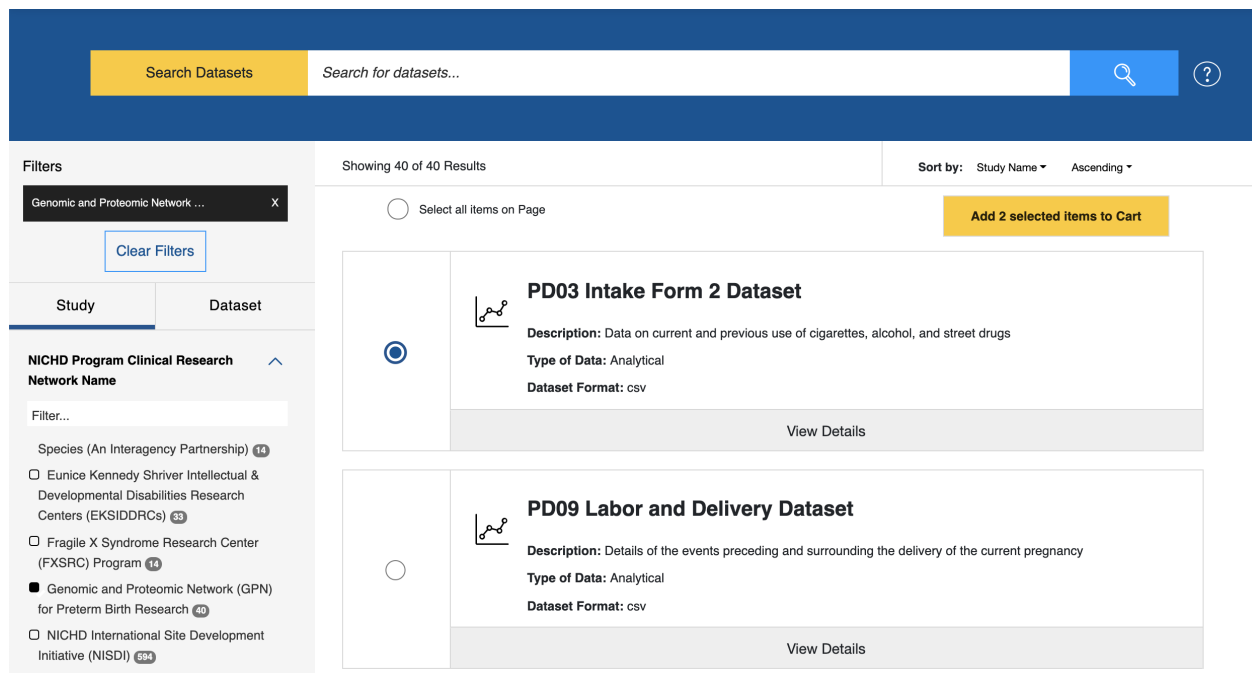 Search Datasets
Search for datasets...
?
Filters
Genomic and Proteomic Network ...
X
Clear Filters
Study
Dataset
NICHD Program Clinical Research
Network Name
Filter...
Species (An Interagency Partnership) 14
Eunice Kennedy Shriver Intellectual &
Developmental Disabilities Research
Centers (EKSIDDRCs) 33
Fragile X Syndrome Research Center
(FXSRC) Program 14
Genomic and Proteomic Network (GPN)
for Preterm Birth Research 40
NICHD International Site Development
Initiative (NISDI) 594
Showing 40 of 40 Results
Sort by: Study Name Ascending
Select all items on Page
Add 2 selected items to Cart
PD03 Intake Form 2 Dataset
Description: Data on current and previous use of cigarettes, alcohol, and street drugs
Type of Data: Analytical
Dataset Format: csv
View Details
PD09 Labor and Delivery Dataset
Description: Details of the events preceding and surrounding the delivery of the current pregnancy
Type of Data: Analytical
Dataset Format: csv
View Details